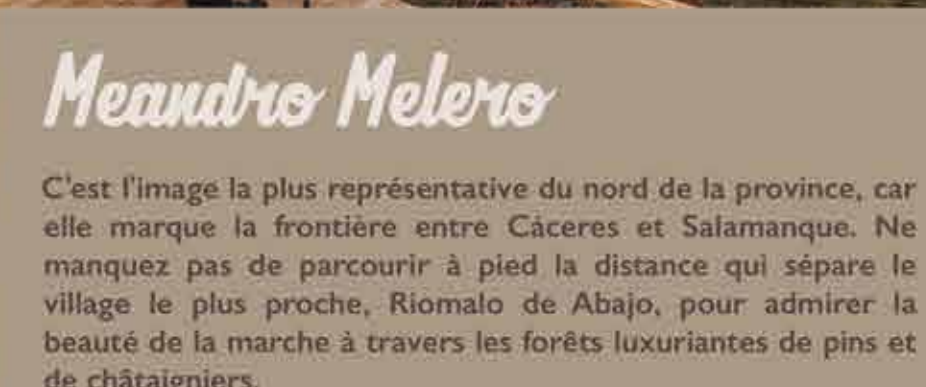 Meandro Melero
C'est l'image la plus représentative du nord de la province, car
elle marque la frontière entre Cáceres et Salamanque. Ne
manquez pas de parcourir à pied la distance qui sépare le
village le plus proche, Riomalo de Abajo, pour admirer la
beauté de la marche à travers les forêts luxuriantes de pins et
de châtaigniers.